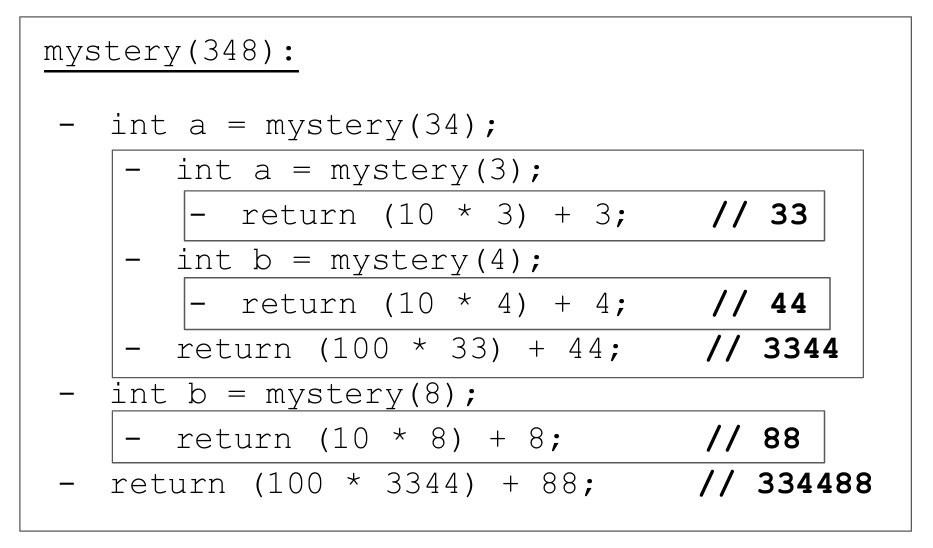 mystery(348):
- int a = mystery(34);
- int a = mystery(3);
- return (10 * 3) + 3; // 33
- int b = mystery(4);
- return (10 * 4) + 4; // 44
- return (100 * 33) + 44; // 3344
- int b = mystery(8);
- return (10 * 8) + 8; // 88
- return (100 * 3344) + 88; // 334488